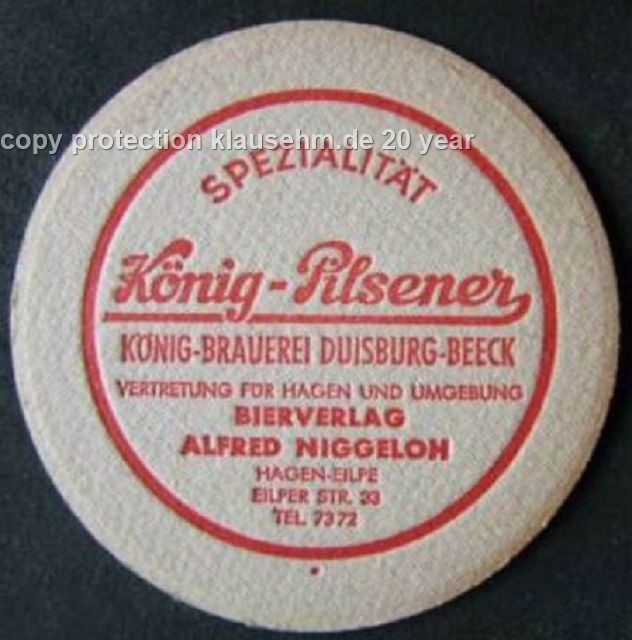 copy protection klausehm.de 20 year
SPEZIALITÄT
König-Pilsener
KÖNIG-BRAUEREI DUISBURG-BEECK
VERTRETUNG FÜR HAGEN UND UMGEBUNG
BIERVERLAG
ALFRED NIGGELOH
HAGEN-EILPE
EILPER STR. 33
TEL. 7372